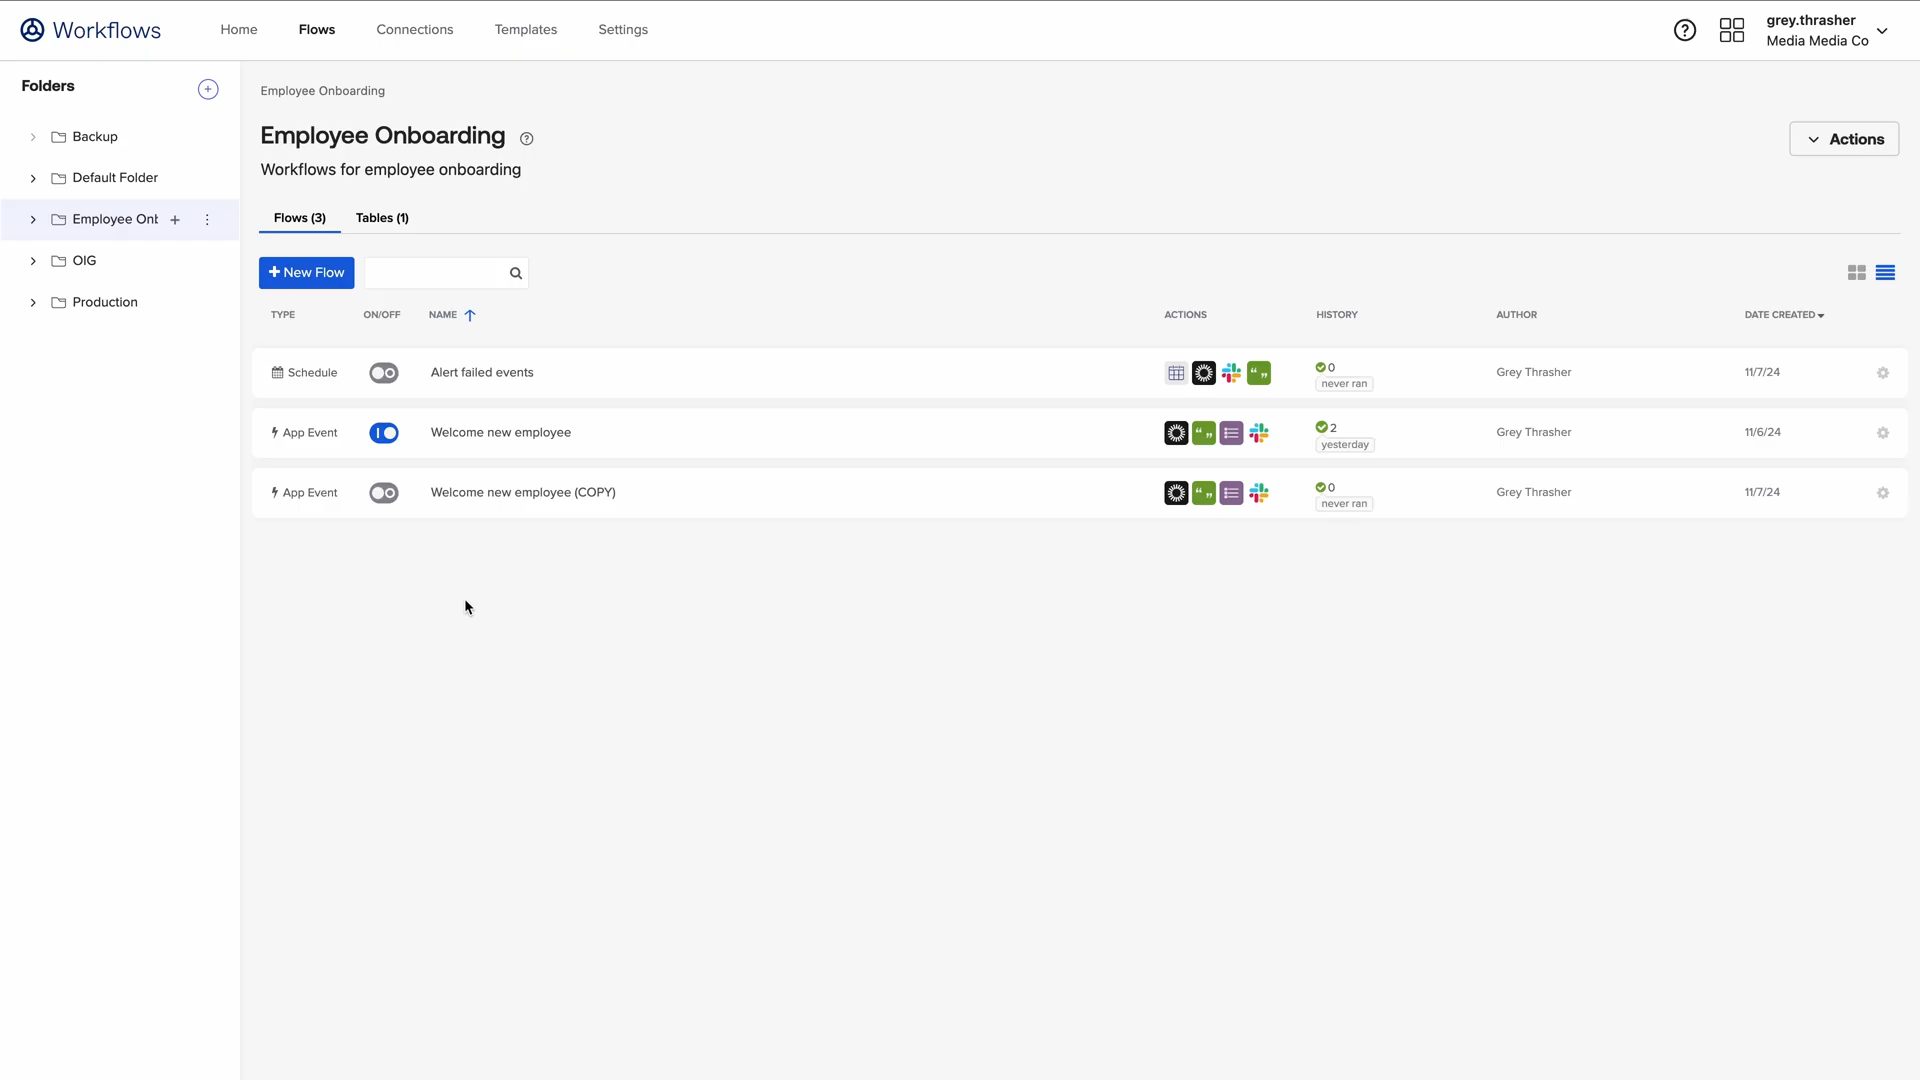 Workflows
Home
Flows
Connections
Templates
Settings
grey.thrasher
Media Media Co
Folders
Backup
Default Folder
Employee Onb
OIG
Production
Employee Onboarding
Employee Onboarding
Workflows for employee onboarding
Actions
Flows (3)
Tables (1)
+ New Flow
TYPE
ON/OFF
NAME
ACTIONS
HISTORY
AUTHOR
DATE CREATED
Schedule
Alert failed events
0
never ran
Grey Thrasher
11/7/24
App Event
Welcome new employee
2
yesterday
Grey Thrasher
11/6/24
App Event
Welcome new employee (COPY)
0
never ran
Grey Thrasher
11/7/24